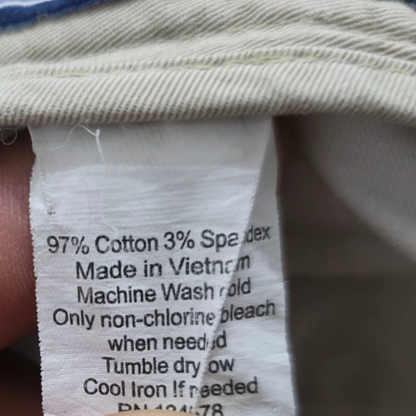 97% Cotton 3% Spandex
Made in Vietnam
Machine Wash Cold
Only non-chlorine bleach
when needed
Tumble dry low
Cool Iron If needed
RN